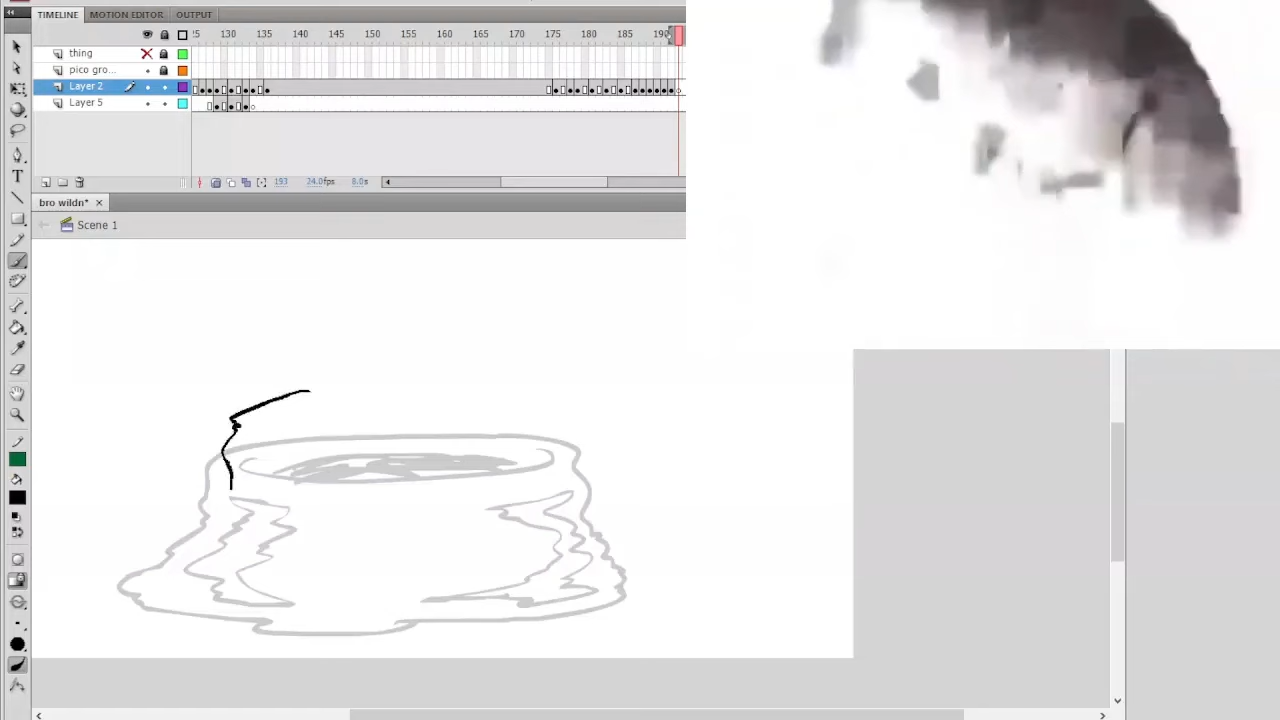 TIMELINE MOTION EDITOR OUTPUT
130 135 140 145 150 155 160 165 170 175 180 185 190
thing
pico gro...
Layer 2
Layer 5
193 24.0fps 8.0s
bro wildn* ×
Scene 1
T